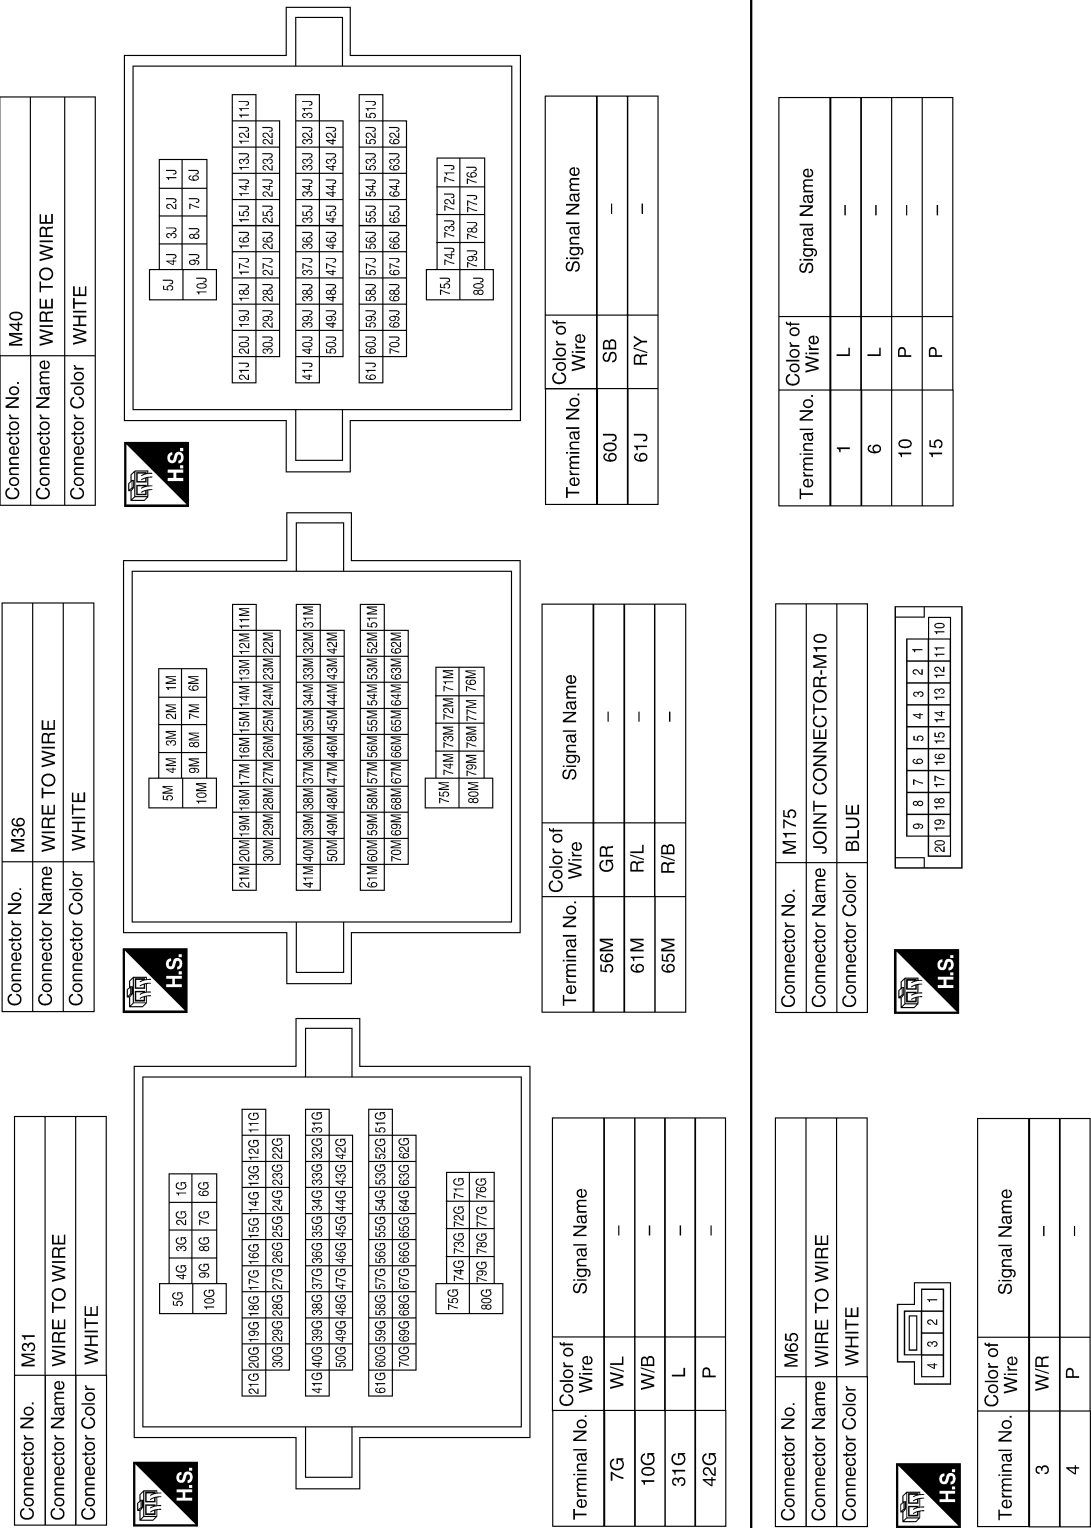 Connector No. M31
Connector Name WIRE TO WIRE
Connector Color WHITE
H.S.
5G 4G 3G 2G 1G
10G 9G 8G 7G 6G
21G 20G 19G 18G 17G 16G 15G 14G 13G 12G 11G
30G 29G 28G 27G 26G 25G 24G 23G 22G
41G 40G 39G 38G 37G 36G 35G 34G 33G 32G 31G
50G 49G 48G 47G 46G 45G 44G 43G 42G
61G 60G 59G 58G 57G 56G 55G 54G 53G 52G 51G
70G 69G 68G 67G 66G 65G 64G 63G 62G
75G 74G 73G 72G 71G
80G 79G 78G 77G 76G
Terminal No. Color of Wire Signal Name
7G W/L –
10G W/B –
31G L –
42G P –
Connector No. M36
Connector Name WIRE TO WIRE
Connector Color WHITE
H.S.
5M 4M 3M 2M 1M
10M 9M 8M 7M 6M
21M 20M 19M 18M 17M 16M 15M 14M 13M 12M 11M
30M 29M 28M 27M 26M 25M 24M 23M 22M
41M 40M 39M 38M 37M 36M 35M 34M 33M 32M 31M
50M 49M 48M 47M 46M 45M 44M 43M 42M
61M 60M 59M 58M 57M 56M 55M 54M 53M 52M 51M
70M 69M 68M 67M 66M 65M 64M 63M 62M
75M 74M 73M 72M 71M
80M 79M 78M 77M 76M
Terminal No. Color of Wire Signal Name
56M GR –
61M R/L –
65M R/B –
Connector No. M40
Connector Name WIRE TO WIRE
Connector Color WHITE
H.S.
5J 4J 3J 2J 1J
10J 9J 8J 7J 6J
21J 20J 19J 18J 17J 16J 15J 14J 13J 12J 11J
30J 29J 28J 27J 26J 25J 24J 23J 22J
41J 40J 39J 38J 37J 36J 35J 34J 33J 32J 31J
50J 49J 48J 47J 46J 45J 44J 43J 42J
61J 60J 59J 58J 57J 56J 55J 54J 53J 52J 51J
70J 69J 68J 67J 66J 65J 64J 63J 62J
75J 74J 73J 72J 71J
80J 79J 78J 77J 76J
Terminal No. Color of Wire Signal Name
60J SB –
61J R/Y –
Connector No. M65
Connector Name WIRE TO WIRE
Connector Color WHITE
H.S.
4 3 2 1
Terminal No. Color of Wire Signal Name
3 W/R –
4 P –
Connector No. M175
Connector Name JOINT CONNECTOR-M10
Connector Color BLUE
H.S.
9 8 7 6 5 4 3 2 1
20 19 18 17 16 15 14 13 12 11 10
Terminal No. Color of Wire Signal Name
1 L –
6 L –
10 P –
15 P –